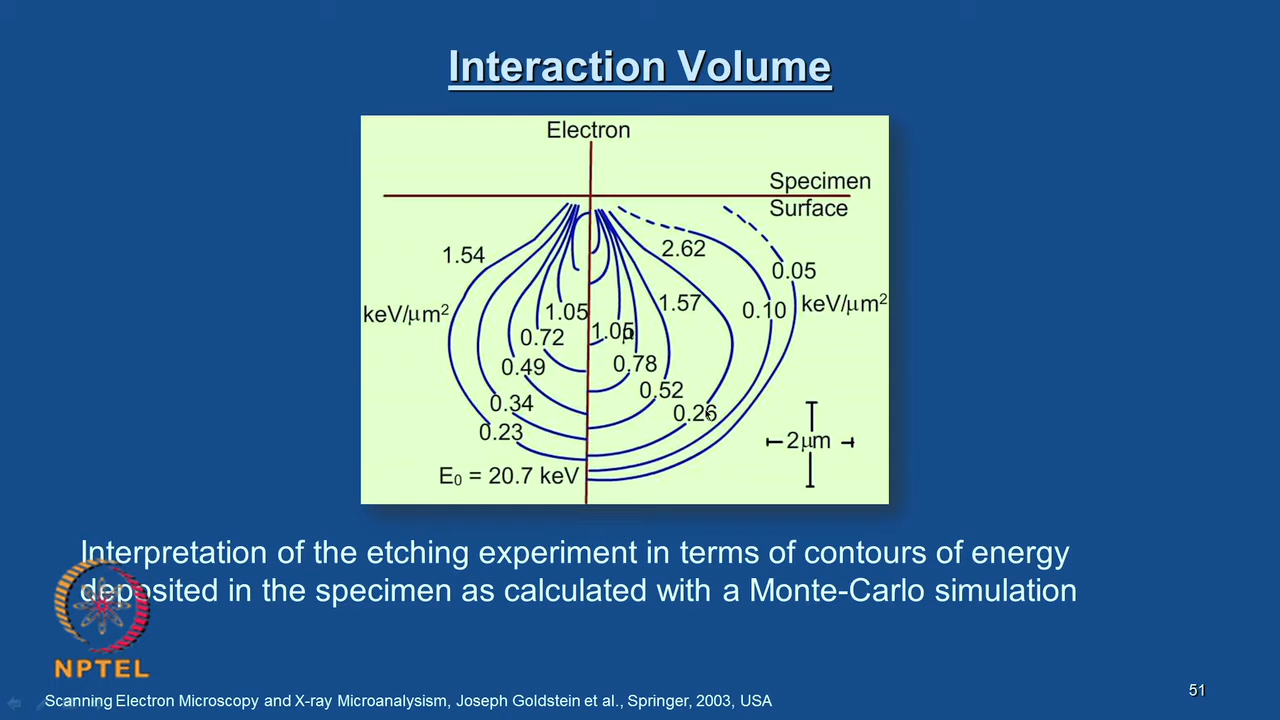 Interaction Volume
Electron
Specimen
Surface
1.54
2.62
0.05
keV/μm²
1.05
1.57
0.10
keV/μm²
0.72
1.05
0.49
0.78
0.34
0.52
0.23
0.26
2μm
E₀ = 20.7 keV
Interpretation of the etching experiment in terms of contours of energy
deposited in the specimen as calculated with a Monte-Carlo simulation
NPTEL
Scanning Electron Microscopy and X-ray Microanalysism, Joseph Goldstein et al., Springer, 2003, USA
51